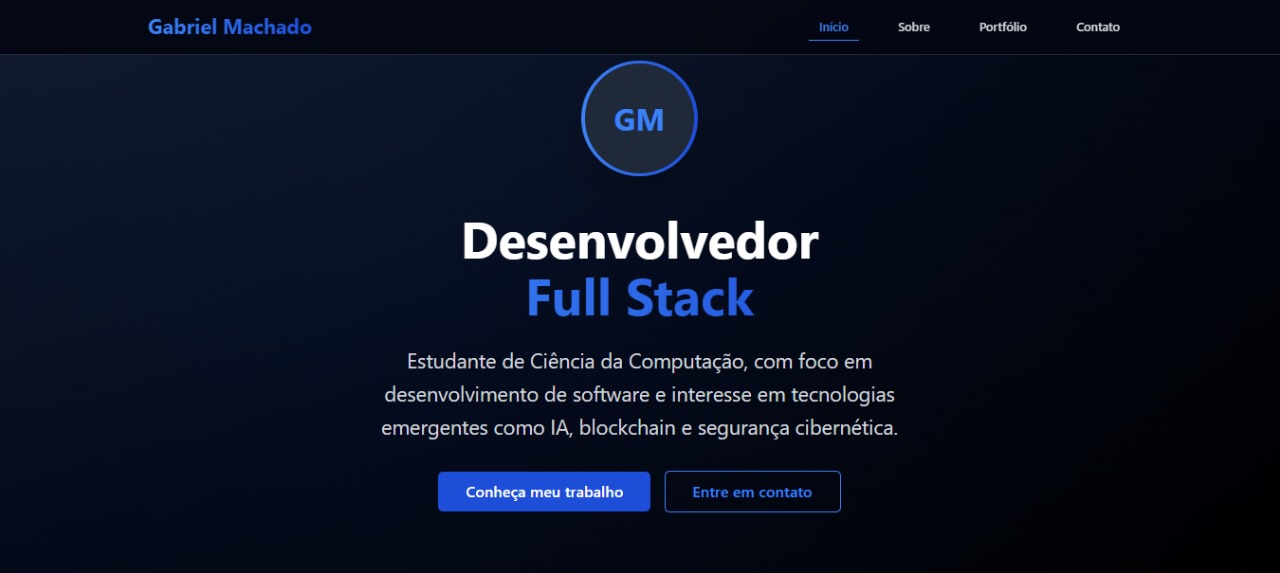 Gabriel Machado
Início Sobre Portfólio Contato
GM
Desenvolvedor
Full Stack
Estudante de Ciência da Computação, com foco em
desenvolvimento de software e interesse em tecnologias
emergentes como IA, blockchain e segurança cibernética.
Conheça meu trabalho Entre em contato